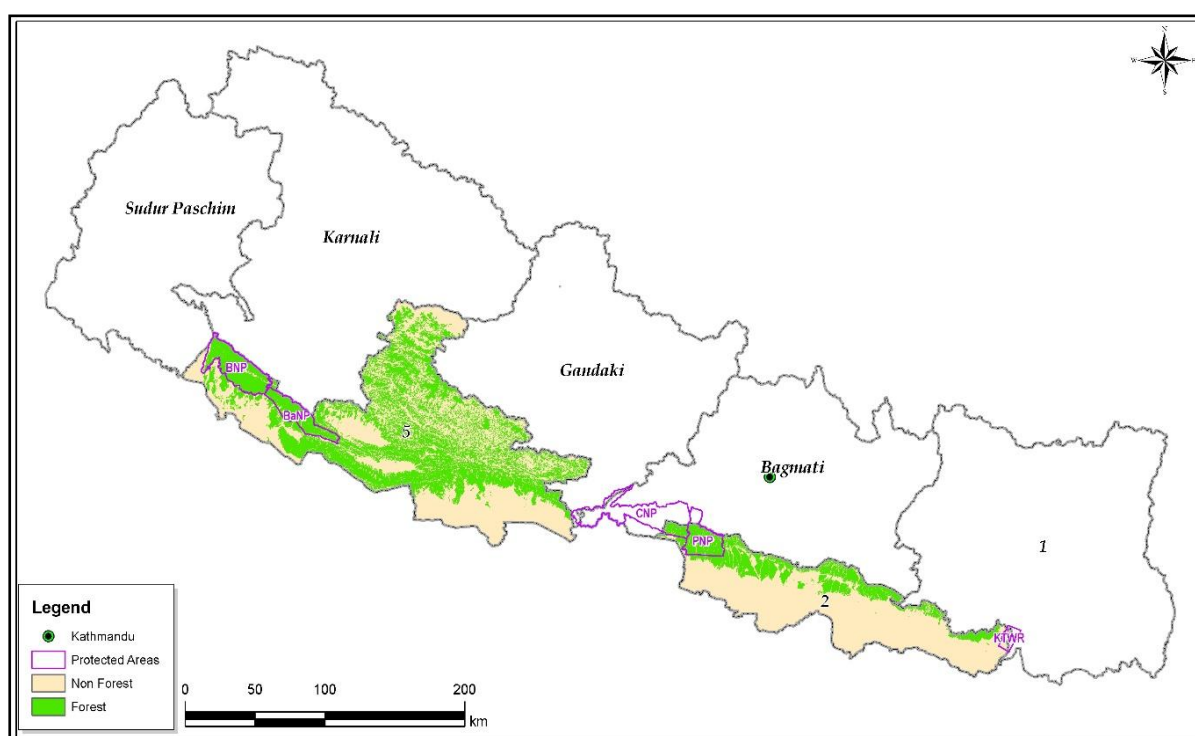 N
W
E
S
Sudur Paschim
Karnali
BNP
BaNP
5
Gandaki
Bagmati
CNP
PNP
1
2
KTWR
Legend
Kathmandu
Protected Areas
Non Forest
Forest
0 50 100 200
km